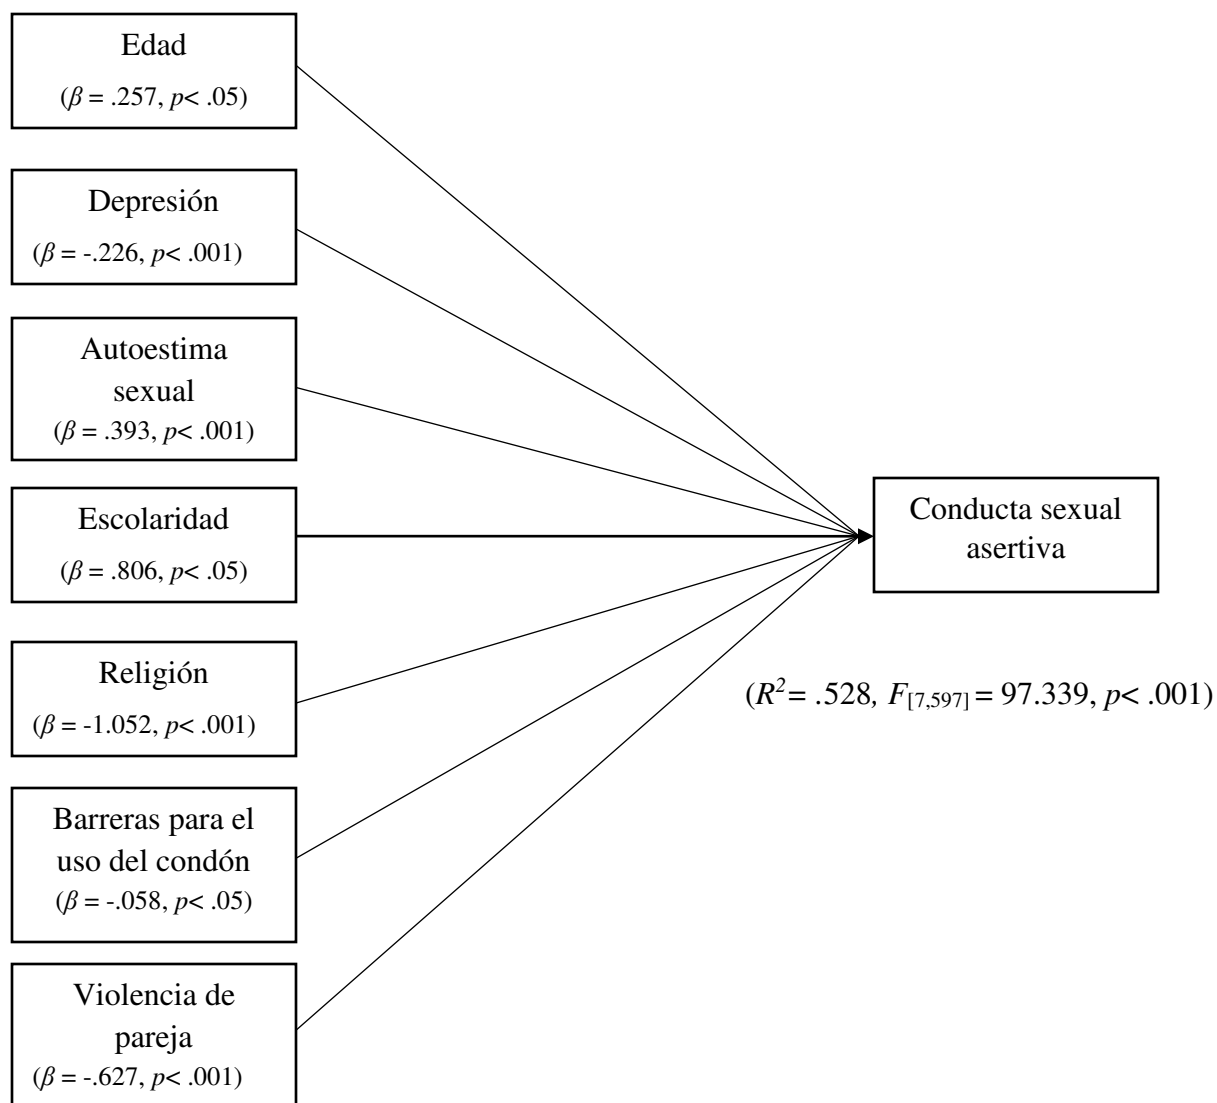 Edad
(β = .257, p< .05)
Depresión
(β = -.226, p< .001)
Autoestima
sexual
(β = .393, p< .001)
Escolaridad
(β = .806, p< .05)
Religión
(β = -1.052, p< .001)
Barreras para el
uso del condón
(β = -.058, p< .05)
Violencia de
pareja
(β = -.627, p< .001)
Conducta sexual
asertiva
(R²= .528, F[7,597] = 97.339, p< .001)